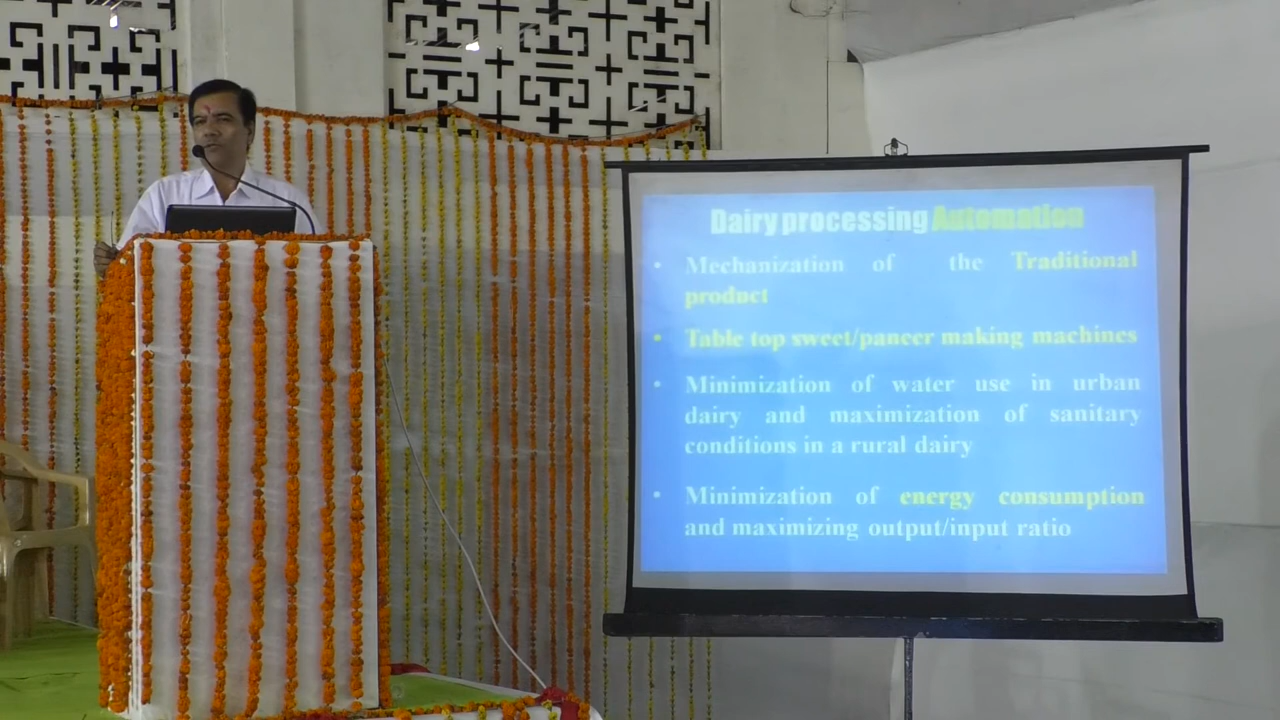 Dairy processing Automation
• Mechanization of the Traditional
product
• Table top sweet/paneer making machines
• Minimization of water use in urban
dairy and maximization of sanitary
conditions in a rural dairy
• Minimization of energy consumption
and maximizing output/input ratio